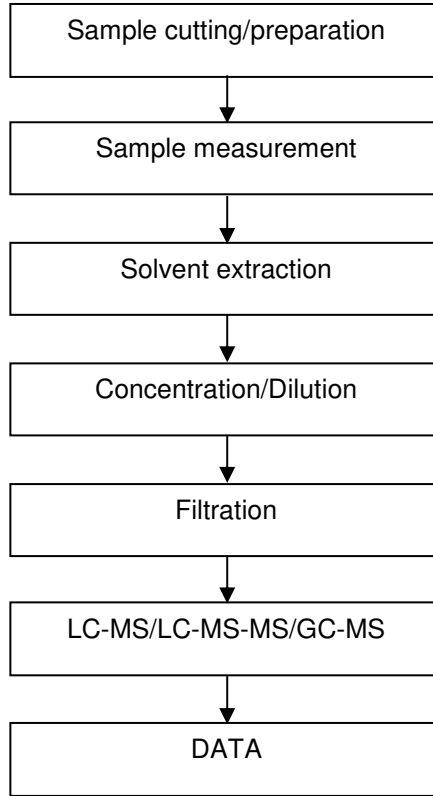 Sample cutting/preparation
Sample measurement
Solvent extraction
Concentration/Dilution
Filtration
LC-MS/LC-MS-MS/GC-MS
DATA